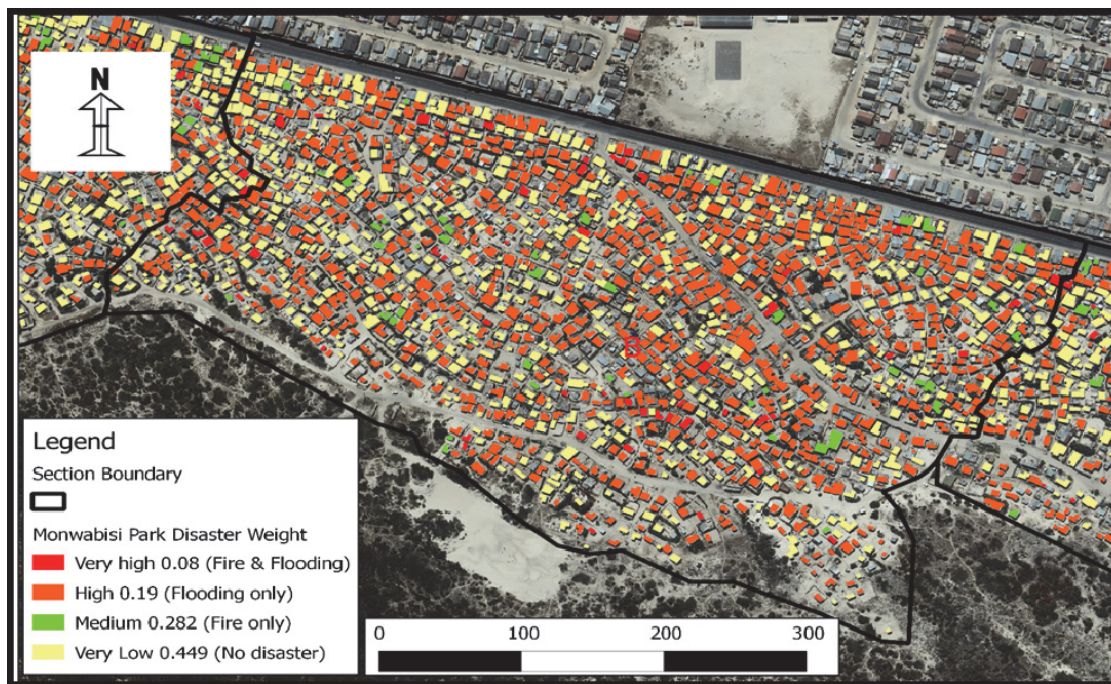 N
Legend
Section Boundary
Monwabisi Park Disaster Weight
Very high 0.08 (Fire & Flooding)
High 0.19 (Flooding only)
Medium 0.282 (Fire only)
Very Low 0.449 (No disaster)
0 100 200 300